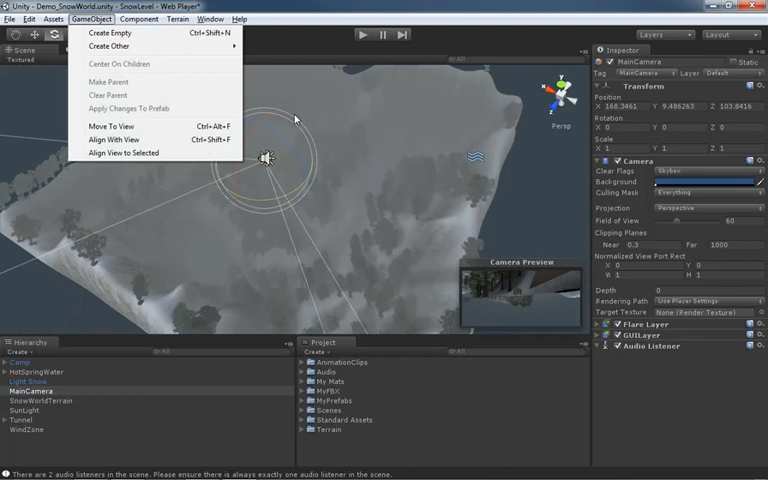 Unity - Demo_SnowWorld.unity - SnowLevel - Web Player*
File Edit Assets GameObject Component Terrain Window Help
Layers Layout
Scene
Textured
All
Create Empty Ctrl+Shift+N
Create Other
Center On Children
Make Parent
Clear Parent
Apply Changes To Prefab
Move To View Ctrl+Alt+F
Align With View Ctrl+Shift+F
Align View to Selected
y
x
z
Persp
Camera Preview
Inspector
MainCamera Static
Tag MainCamera Layer Default
Transform
Position
X 168.3461 Y 9.486263 Z 103.8416
Rotation
X 0 Y 0 Z 0
Scale
X 1 Y 1 Z 1
Camera
Clear Flags Skybox
Background
Culling Mask Everything
Projection Perspective
Field of View 60
Clipping Planes
Near 0.3 Far 1000
Normalized View Port Rect
X 0 Y 0
W 1 H 1
Depth 0
Rendering Path Use Player Settings
Target Texture None (Render Texture)
Flare Layer
GUILayer
Audio Listener
Hierarchy
Create All
Camp
HotSpringWater
Light Snow
MainCamera
SnowWorldTerrain
SunLight
Tunnel
WindZone
Project
Create All
AnimationClips
Audio
My Mats
MyFBX
MyPrefabs
Scenes
Standard Assets
Terrain
There are 2 audio listeners in the scene. Please ensure there is always exactly one audio listener in the scene.